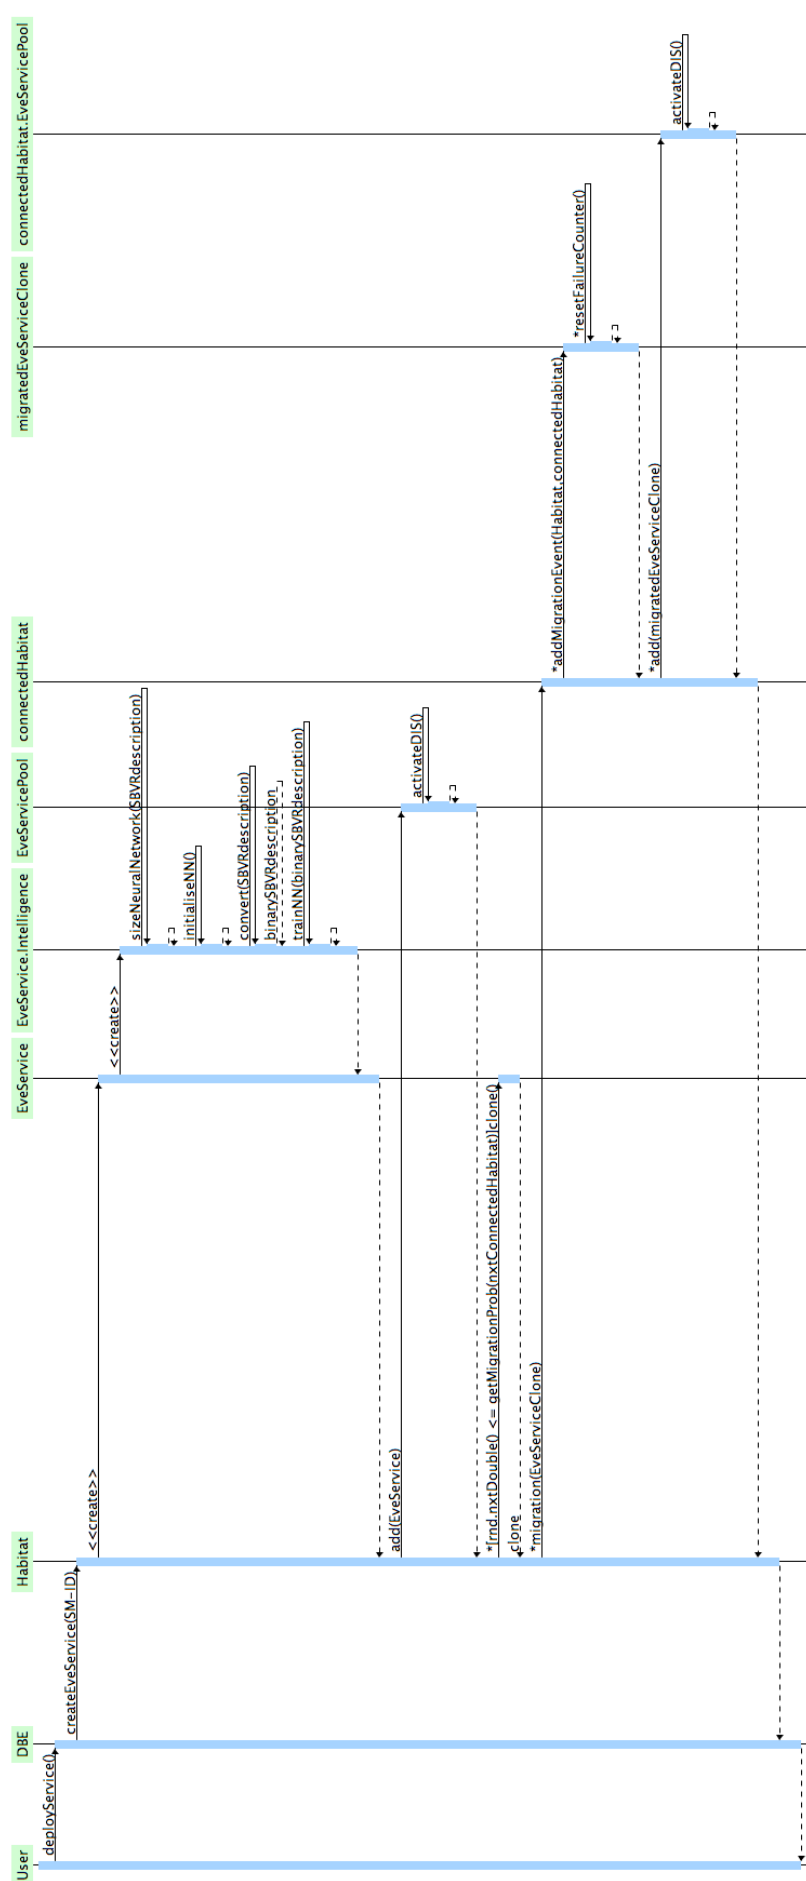 User
DBE
Habitat
EveService
EveService.Intelligence
EveServicePool
connectedHabitat
migratedEveServiceClone
connectedHabitat.EveServicePool
deployService()
createEveService(SM-ID)
<<create>>
<<create>>
sizeNeuralNetwork(SBVRdescription)
initialiseNN()
convert(SBVRdescription)
binarySBVRdescription
trainNN(binarySBVRdescription)
add(EveService)
activateDIS()
*[rnd.nxtDouble() <= getMigrationProb(nxtConnectedHabitat)]clone()
clone
*migration(EveServiceClone)
*addMigrationEvent(Habitat,connectedHabitat)
*resetFailureCounter()
*add(migratedEveServiceClone)
activateDIS()